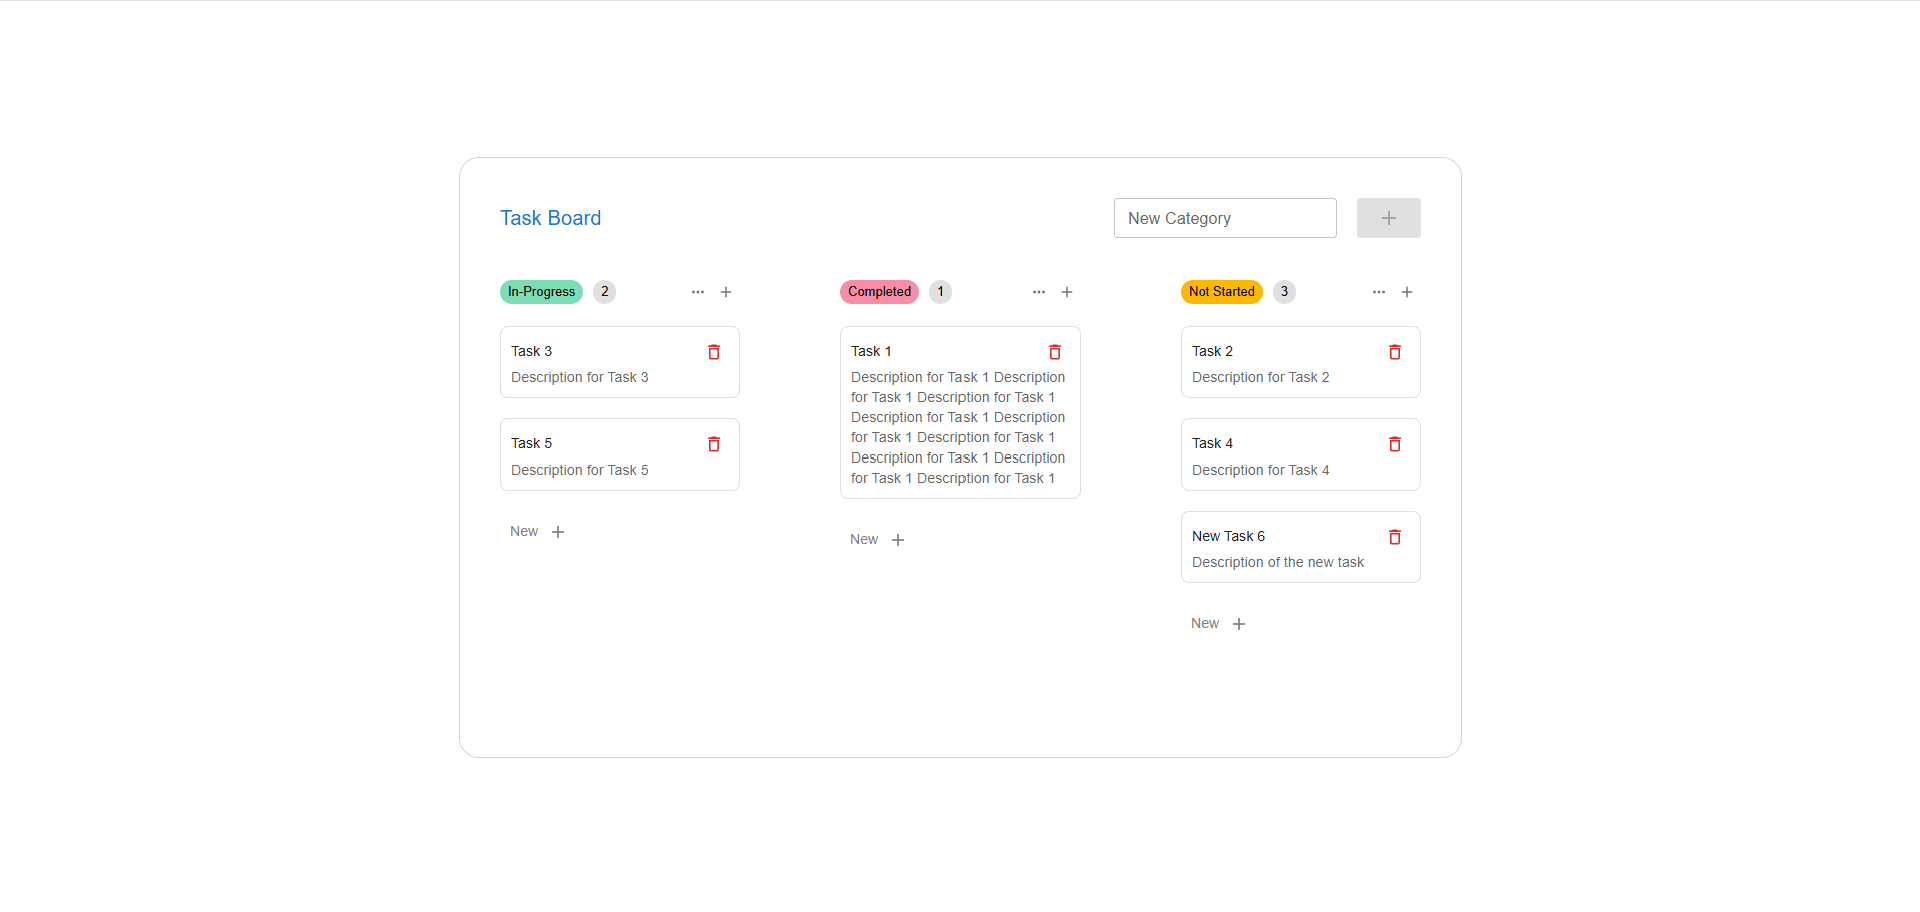 Task Board
New Category
In-Progress 2
Task 3
Description for Task 3
Task 5
Description for Task 5
New
Completed 1
Task 1
Description for Task 1 Description
for Task 1 Description for Task 1
Description for Task 1 Description
for Task 1 Description for Task 1
Description for Task 1 Description
for Task 1 Description for Task 1
New
Not Started 3
Task 2
Description for Task 2
Task 4
Description for Task 4
New Task 6
Description of the new task
New